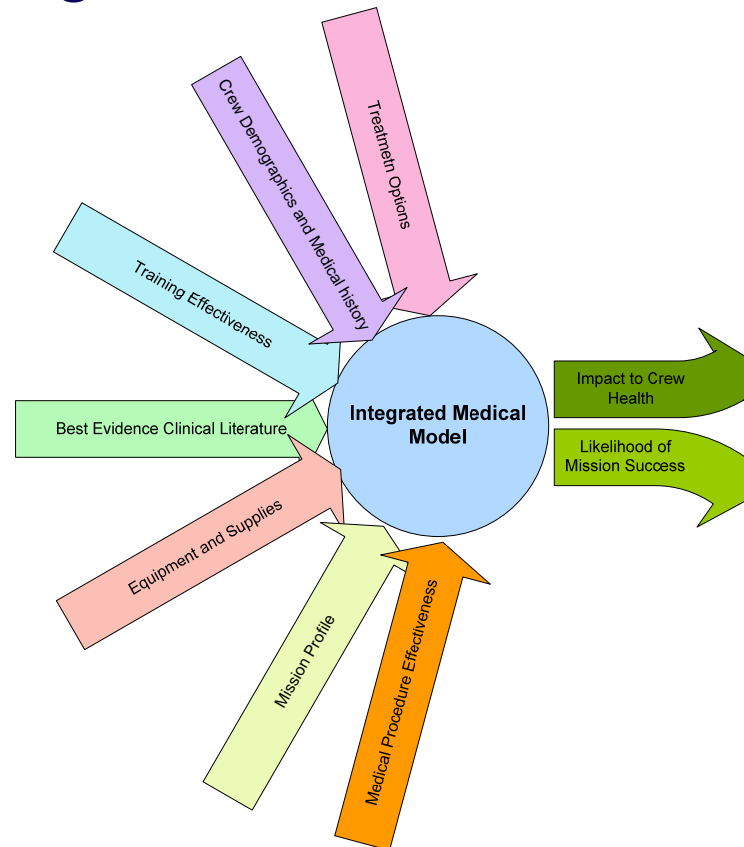 Treatmetn Options
Crew Demographics and Medical history
Training Effectiveness
Best Evidence Clinical Literature
Equipment and Supplies
Mission Profile
Medical Procedure Effectiveness
Integrated Medical
Model
Impact to Crew
Health
Likelihood of
Mission Success